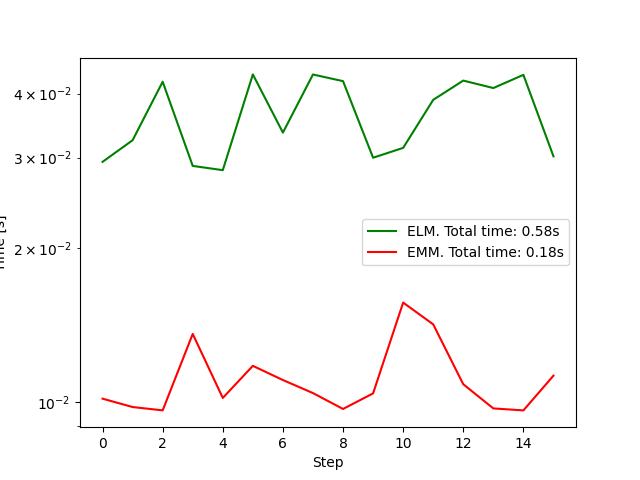 4 × 10⁻²
3 × 10⁻²
2 × 10⁻²
10⁻²
[s]
ELM. Total time: 0.58s
EMM. Total time: 0.18s
0 2 4 6 8 10 12 14
Step